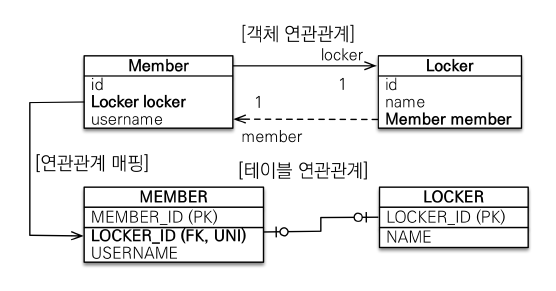 [객체 연관관계]
locker
Member
Locker
id
Locker locker
username
1
1
id
name
Member member
member
[연관관계 매핑]
[테이블 연관관계]
MEMBER
MEMBER_ID (PK)
LOCKER_ID (FK, UNI)
USERNAME
LOCKER
LOCKER_ID (PK)
NAME